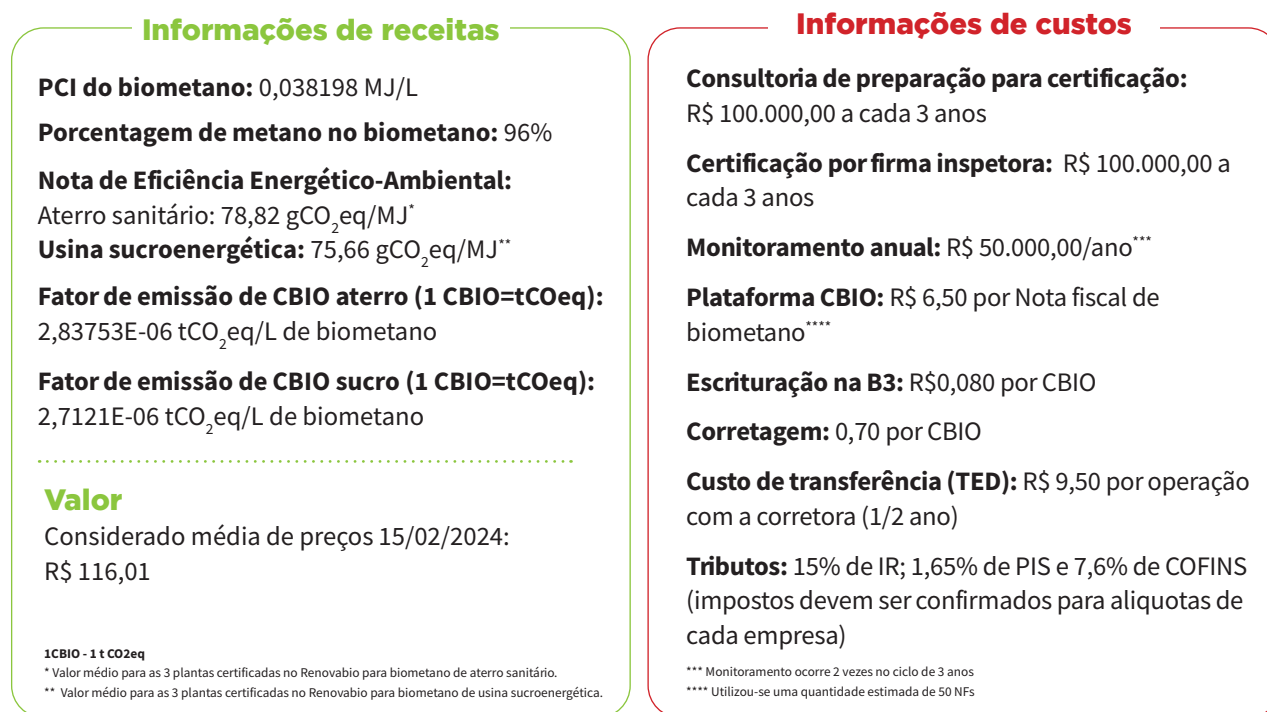 Informações de receitas
PCI do biometano: 0,038198 MJ/L
Porcentagem de metano no biometano: 96%
Nota de Eficiência Energético-Ambiental:
Aterro sanitário: 78,82 gCO₂eq/MJ*
Usina sucroenergética: 75,66 gCO₂eq/MJ**
Fator de emissão de CBIO aterro (1 CBIO=tCOeq):
2,83753E-06 tCO₂eq/L de biometano
Fator de emissão de CBIO sucro (1 CBIO=tCOeq):
2,7121E-06 tCO₂eq/L de biometano
Valor
Considerado média de preços 15/02/2024:
R$ 116,01
1CBIO - 1 t CO2eq
* Valor médio para as 3 plantas certificadas no Renovabio para biometano de aterro sanitário.
** Valor médio para as 3 plantas certificadas no Renovabio para biometano de usina sucroenergética.
Informações de custos
Consultoria de preparação para certificação:
R$ 100.000,00 a cada 3 anos
Certificação por firma inspetora: R$ 100.000,00 a
cada 3 anos
Monitoramento anual: R$ 50.000,00/ano***
Plataforma CBIO: R$ 6,50 por Nota fiscal de
biometano****
Escrituração na B3: R$0,080 por CBIO
Corretagem: 0,70 por CBIO
Custo de transferência (TED): R$ 9,50 por operação
com a corretora (1/2 ano)
Tributos: 15% de IR; 1,65% de PIS e 7,6% de COFINS
(impostos devem ser confirmados para aliquotas de
cada empresa)
*** Monitoramento ocorre 2 vezes no ciclo de 3 anos
**** Utilizou-se uma quantidade estimada de 50 NFs